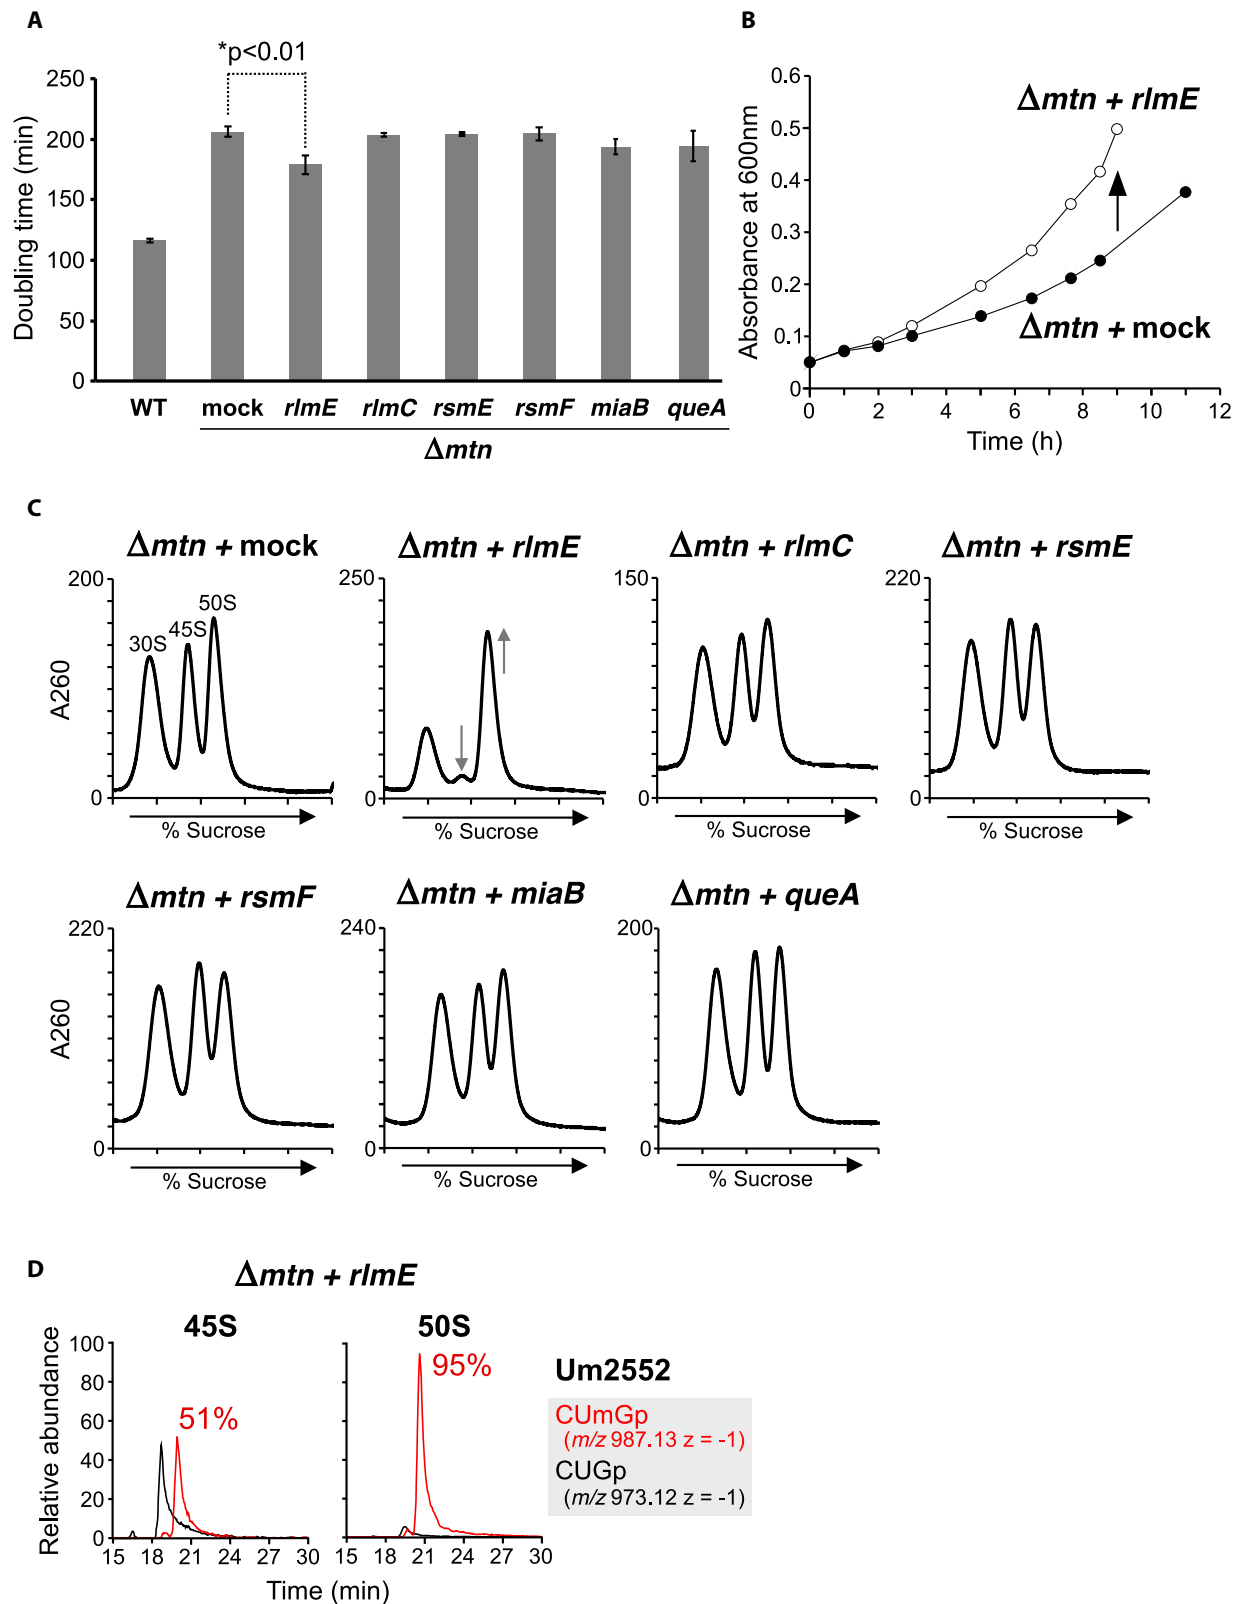 A
*p<0.01
250
200
150
100
50
0
Doubling time (min)
WT
mock
rlmE
rlmC
rsmE
rsmF
miaB
queA
Δmtn
B
0.6
0.5
0.4
0.3
0.2
0.1
0
Absorbance at 600nm
Δmtn + rlmE
Δmtn + mock
0 2 4 6 8 10 12
Time (h)
C
Δmtn + mock
200
0
A260
30S
45S
50S
% Sucrose
Δmtn + rlmE
250
0
% Sucrose
Δmtn + rlmC
150
0
% Sucrose
Δmtn + rsmE
220
0
% Sucrose
Δmtn + rsmF
220
0
A260
% Sucrose
Δmtn + miaB
240
0
% Sucrose
Δmtn + queA
200
0
% Sucrose
D
Δmtn + rlmE
45S
100
80
60
40
20
0
Relative abundance
51%
15 18 21 24 27 30
50S
95%
15 18 21 24 27 30
Time (min)
Um2552
CUmGp
(m/z 987.13 z = -1)
CUGp
(m/z 973.12 z = -1)